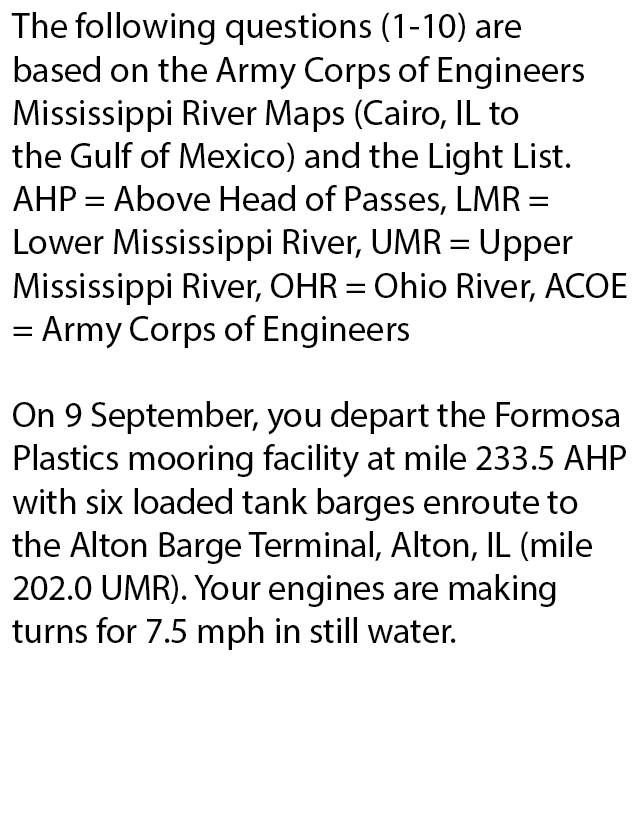 The following questions (1-10) are
based on the Army Corps of Engineers
Mississippi River Maps (Cairo, IL to
the Gulf of Mexico) and the Light List.
AHP = Above Head of Passes, LMR =
Lower Mississippi River, UMR = Upper
Mississippi River, OHR = Ohio River, ACOE
= Army Corps of Engineers
On 9 September, you depart the Formosa
Plastics mooring facility at mile 233.5 AHP
with six loaded tank barges enroute to
the Alton Barge Terminal, Alton, IL (mile
202.0 UMR). Your engines are making
turns for 7.5 mph in still water.